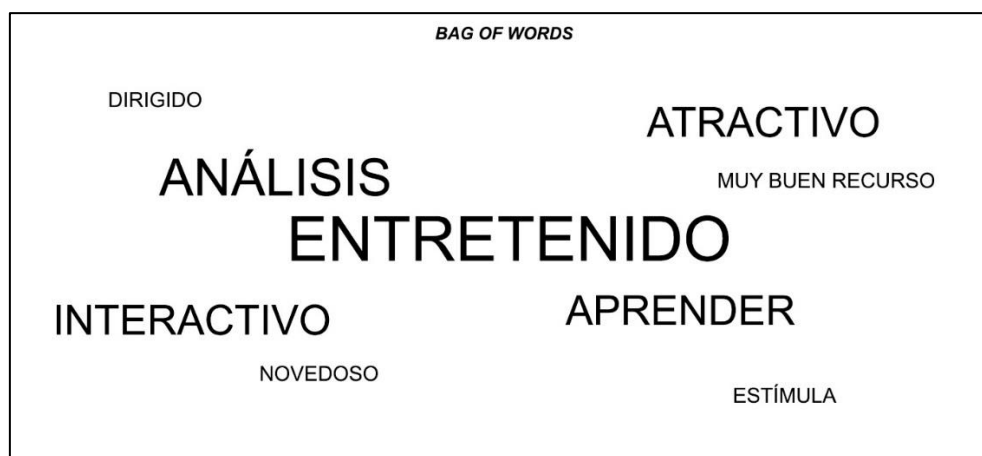 BAG OF WORDS
DIRIGIDO
ATRACTIVO
ANÁLISIS
MUY BUEN RECURSO
ENTRETENIDO
INTERACTIVO
APRENDER
NOVEDOSO
ESTÍMULA